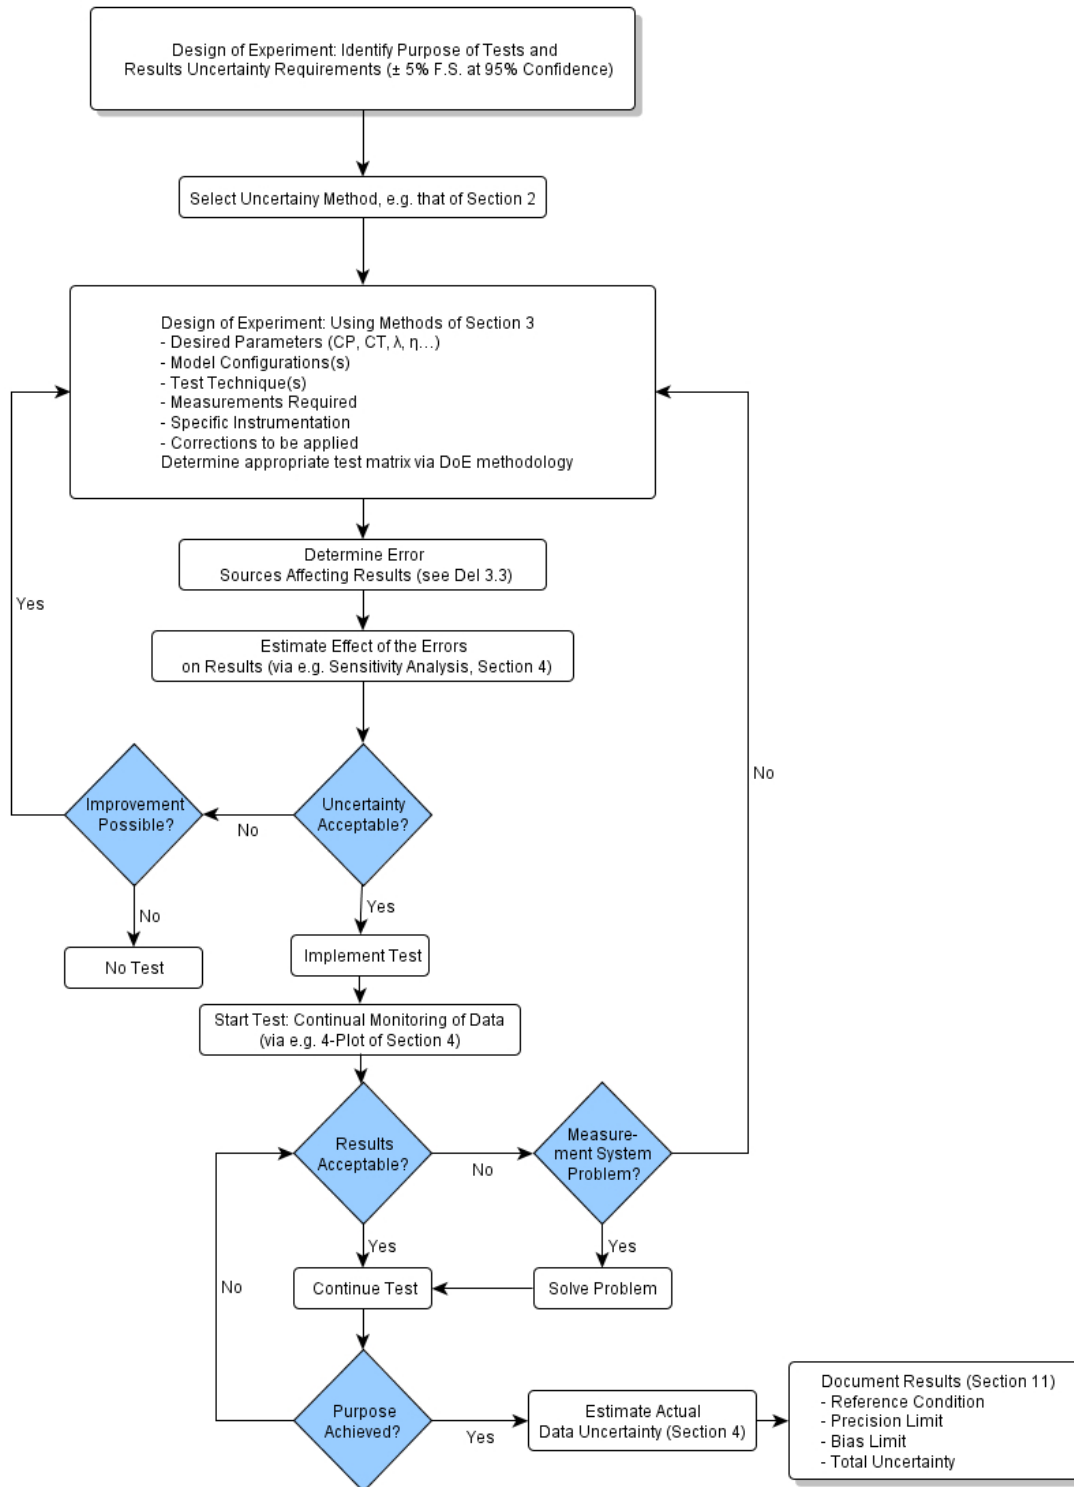 Design of Experiment: Identify Purpose of Tests and
Results Uncertainty Requirements (± 5% F.S. at 95% Confidence)
Select Uncertainy Method, e.g. that of Section 2
Design of Experiment: Using Methods of Section 3
- Desired Parameters (CP, CT, λ, η...)
- Model Configurations(s)
- Test Technique(s)
- Measurements Required
- Specific Instrumentation
- Corrections to be applied
Determine appropriate test matrix via DoE methodology
Determine Error
Sources Affecting Results (see Del 3.3)
Yes
Estimate Effect of the Errors
on Results (via e.g. Sensitivity Analysis, Section 4)
No
Improvement
Possible?
No
Uncertainty
Acceptable?
No
Yes
No Test
Implement Test
Start Test: Continual Monitoring of Data
(via e.g. 4-Plot of Section 4)
Results
Acceptable?
No
Measure-
ment System
Problem?
Yes
Yes
No
Continue Test
Solve Problem
Purpose
Achieved?
Yes
Estimate Actual
Data Uncertainty (Section 4)
Document Results (Section 11)
- Reference Condition
- Precision Limit
- Bias Limit
- Total Uncertainty